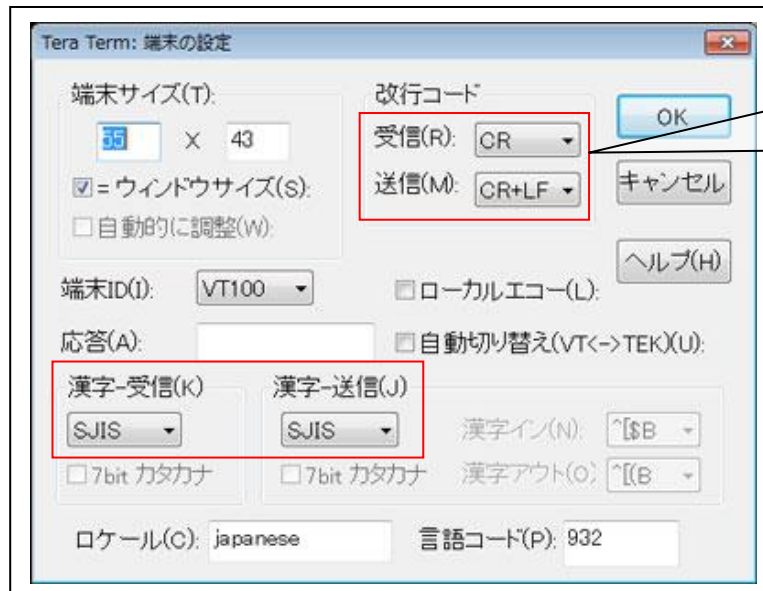 Tera Term: 端末の設定
端末サイズ(T):
55 X 43
= ウィンドウサイズ(S):
自動的に調整(W):
改行コード
受信(R): CR
送信(M): CR+LF
OK
キャンセル
ヘルプ(H)
端末ID(I): VT100
ローカルエコー(L):
応答(A):
自動切り替え(VT<->TEK)(U):
漢字-受信(K)
SJIS
7bit カタカナ
漢字-送信(J)
SJIS
7bit カタカナ
漢字イン(N): ^[$B
漢字アウト(O): ^[(B
ロケール(C): japanese
言語コード(P): 932